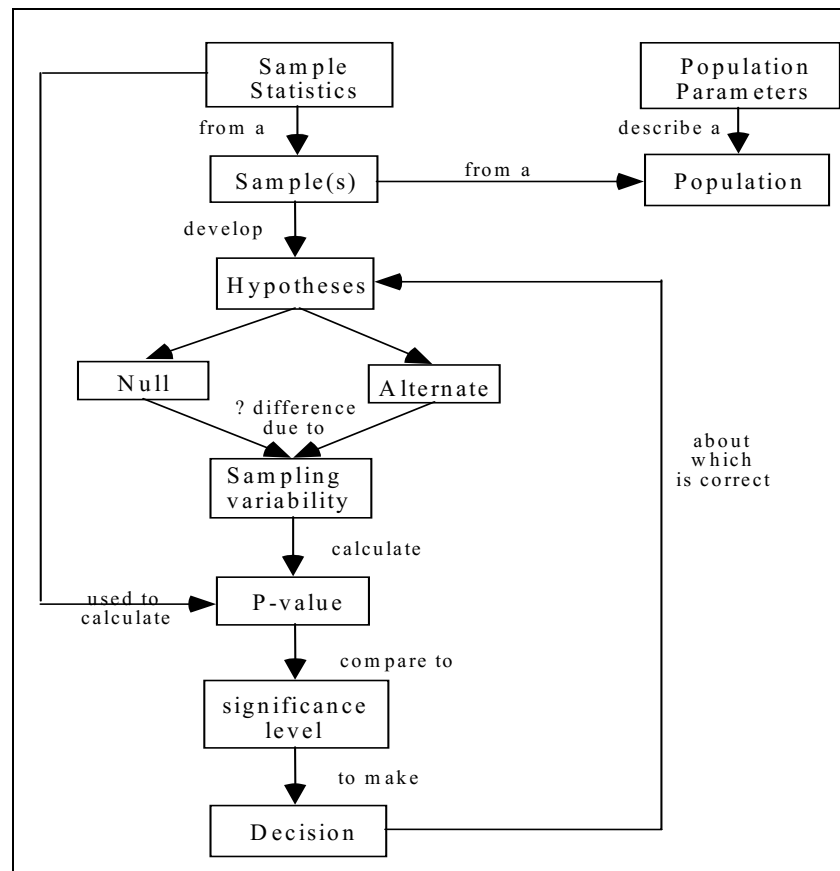 Sample
Statistics
Population
Parameters
from a
describe a
Sample(s)
from a
Population
develop
Hypotheses
Null
Alternate
? difference
due to
about
which
is correct
Sampling
variability
calculate
used to
calculate
P-value
compare to
significance
level
to make
Decision